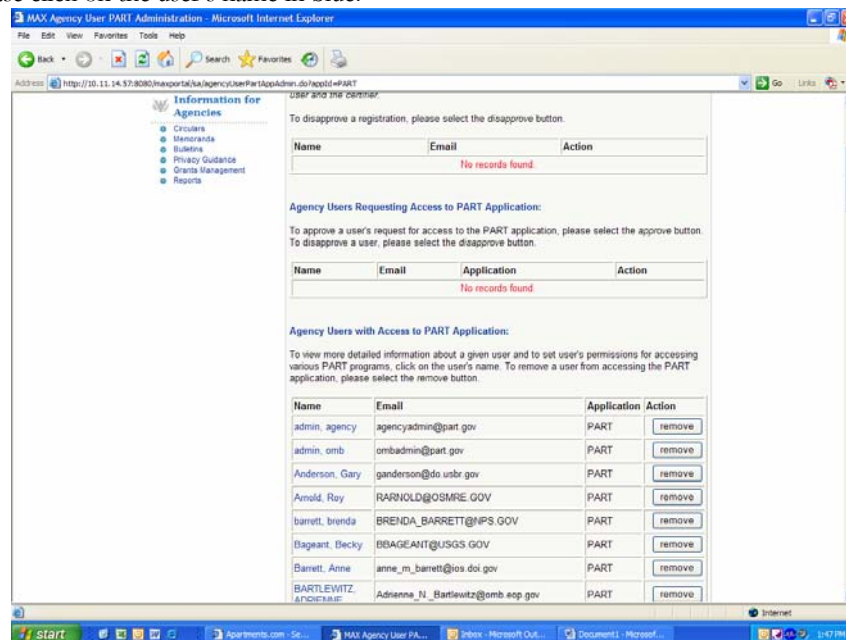 MAX Agency User PART Administration - Microsoft Internet Explorer
File Edit View Favorites Tools Help
Back Search Favorites
Address http://10.11.14.57:8080/maxportal/sa/agencyUserPartAppAdmin.do?appId=PART Go Links
Information for
Agencies
Circulars
Memoranda
Bulletins
Privacy Guidance
Grants Management
Reports
user and the certifier.
To disapprove a registration, please select the disapprove button.
Name Email Action
No records found.
Agency Users Requesting Access to PART Application:
To approve a user's request for access to the PART application, please select the approve button.
To disapprove a user, please select the disapprove button.
Name Email Application Action
No records found.
Agency Users with Access to PART Application:
To view more detailed information about a given user and to set user's permissions for accessing
various PART programs, click on the user's name. To remove a user from accessing the PART
application, please select the remove button.
Name Email Application Action
admin, agency agencyadmin@part.gov PART remove
admin, omb ombadmin@part.gov PART remove
Anderson, Gary ganderson@do.usbr.gov PART remove
Arnold, Roy RARNOLD@OSMRE.GOV PART remove
barrett, brenda BRENDA_BARRETT@NPS.GOV PART remove
Bageant, Becky BBAGEANT@USGS.GOV PART remove
Barrett, Anne anne_m_barrett@ios.doi.gov PART remove
BARTLEWITZ, ADRIENNE Adrienne_N._Bartlewitz@omb.eop.gov PART remove
Internet
start Apartments.com - Se... MAX Agency User PA... Inbox - Microsoft Out... Document1 - Microsof... 1:47 PM